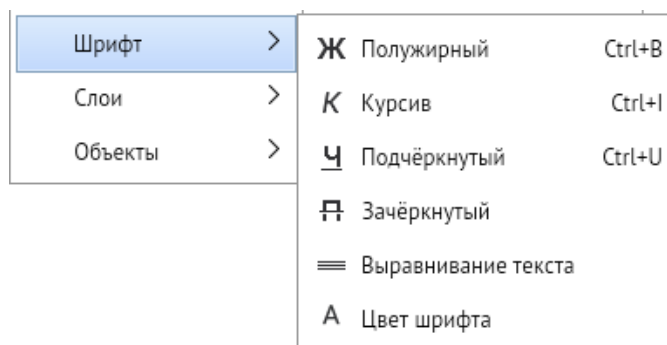 Шрифт >
Слои >
Объекты >
Ж Полужирный Ctrl+B
К Курсив Ctrl+I
Ч Подчёркнутый Ctrl+U
П Зачёркнутый
Выравнивание текста
А Цвет шрифта